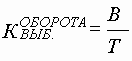 К ОБОРОТА ВЫБ. = В / Т